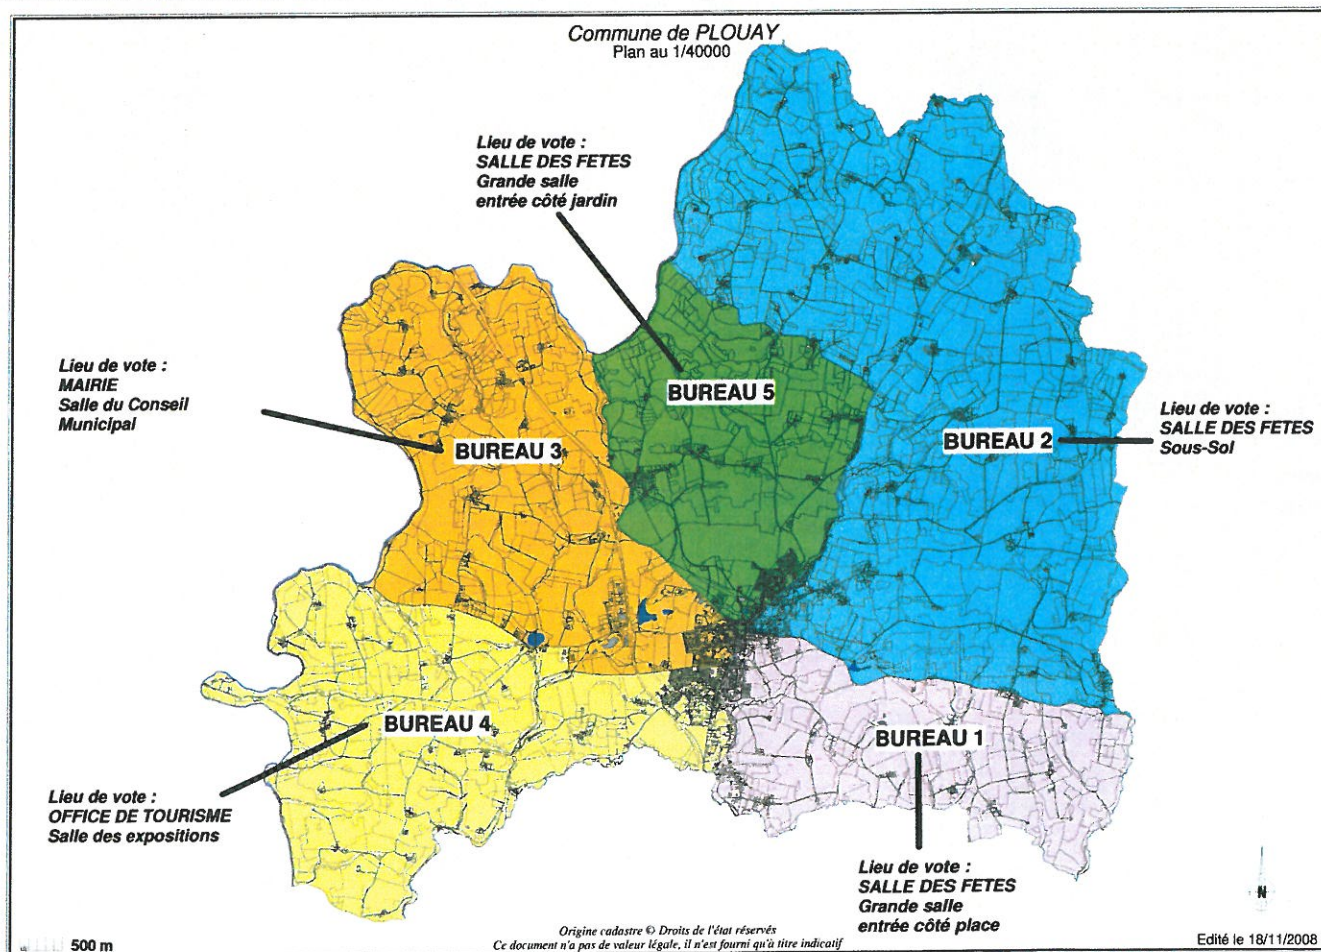 Commune de PLOUAY
Plan au 1/40000
Lieu de vote :
SALLE DES FETES
Grande salle
entrée côté jardin
Lieu de vote :
MAIRIE
Salle du Conseil
Municipal
BUREAU 5
BUREAU 3
BUREAU 2
Lieu de vote :
SALLE DES FETES
Sous-Sol
BUREAU 4
BUREAU 1
Lieu de vote :
OFFICE DE TOURISME
Salle des expositions
Lieu de vote :
SALLE DES FETES
Grande salle
entrée côté place
N
500 m
Origine cadastre © Droits de l'état réservés
Ce document n'a pas de valeur légale, il n'est fourni qu'à titre indicatif
Edité le 18/11/2008